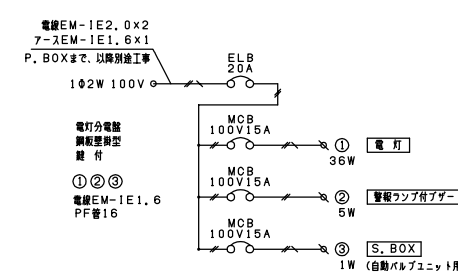 電線EM-IE2.0×2
アースEM-IE1.6×1
P.BOXまで、以降別途工事
1Φ2W 100V
ELB
20A
電灯分電盤
鋼板壁掛型
鍵 付
①②③
電線EM-IE1.6
PF管16
MCB
100V15A
① 電 灯
36W
MCB
100V15A
② 警報ランプ付ブザー
5W
MCB
100V15A
③ S.BOX
1W (自動バルブユニット用